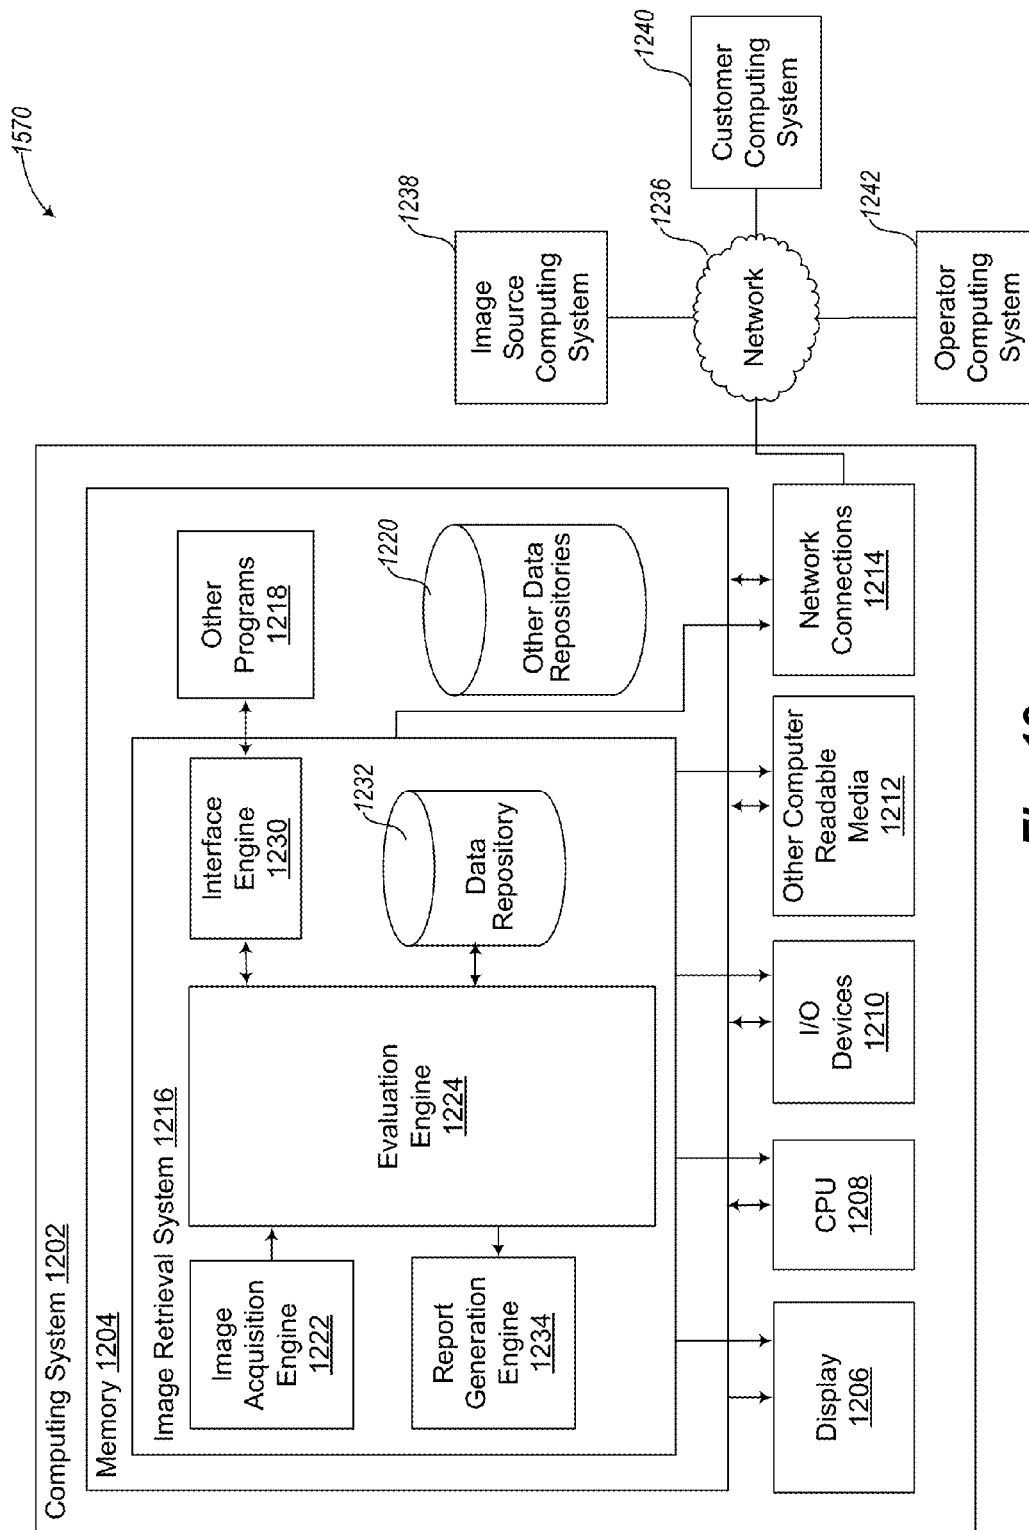 1570
Computing System 1202
Memory 1204
Image Retrieval System 1216
Image
Acquisition
Engine
1222
Report
Generation
Engine
1234
Evaluation
Engine
1224
Interface
Engine
1230
1232
Data
Repository
Other
Programs
1218
1220
Other Data
Repositories
Display
1206
CPU
1208
I/O
Devices
1210
Other Computer
Readable
Media
1212
Network
Connections
1214
1238
Image
Source
Computing
System
1236
Network
1240
Customer
Computing
System
1242
Operator
Computing
System